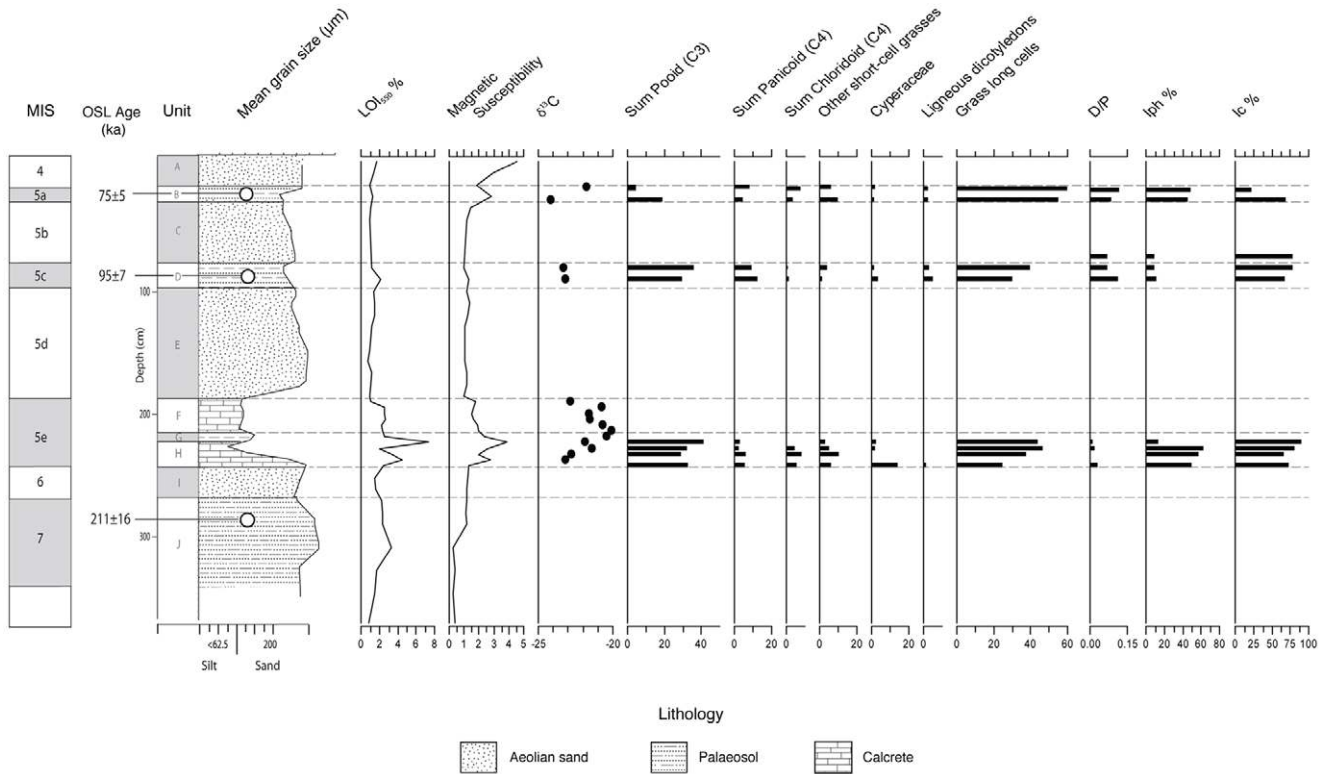 Mean grain size (µm)
LOI₅₅₀ %
Magnetic
Susceptibility
δ¹³C
Sum Pooid (C3)
Sum Panicoid (C4)
Sum Chloridoid (C4)
Other short-cell grasses
Cyperaceae
Ligneous dicotyledons
Grass long cells
D/P
Iph %
Ic %
MIS
OSL Age
(ka)
Unit
4
5a
5b
5c
5d
5e
6
7
75±5
95±7
211±16
A
B
C
D
E
F
G
H
I
J
Depth (cm)
100
200
300
<62.5 200
Silt Sand
0 2 4 6 8
0 1 2 3 4 5
-25 -20
0 20 40
0 20
0
0 20
0 20
0
0 20 40 60
0.00 0.15
0 20 40 60 80
0 25 50 75 100
Lithology
Aeolian sand
Palaeosol
Calcrete